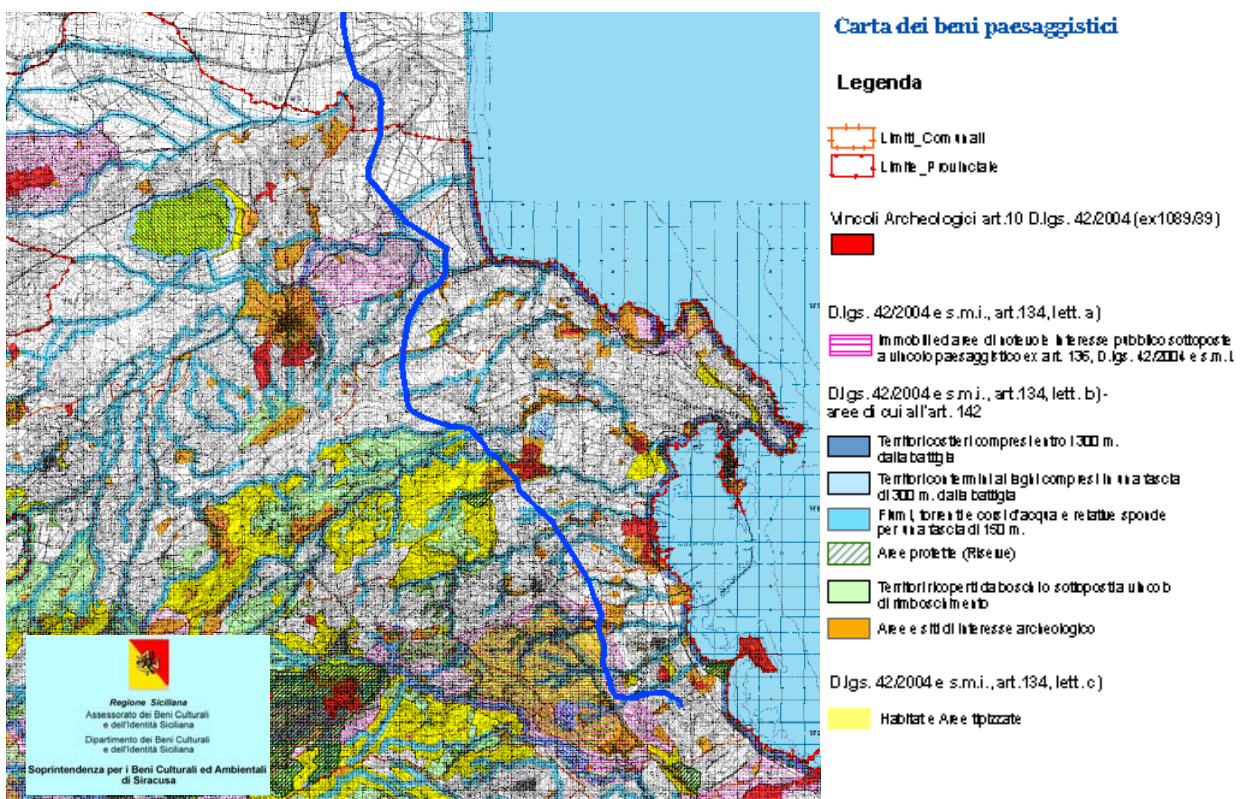 Carta dei beni paesaggistici
Legenda
Limiti_Comunali
Limite_Provinciale
Vincoli Archeologici art.10 D.lgs. 42/2004 (ex1089/39)
D.lgs. 42/2004 e s.m.i., art.134, lett. a)
Immobili ed aree di notevole interesse pubblico sottoposte
a vincolo paesaggistico ex art. 136, D.lgs. 42/2004 e s.m.i.
D.lgs. 42/2004 e s.m.i., art.134, lett. b)-
aree di cui all'art. 142
Territori costieri compresi entro i 300 m.
dalla battigia
Territori contermini ai laghi compresi in una fascia
di 300 m. dalla battigia
Fiumi, torrenti e corsi d'acqua e relative sponde
per una fascia di 150 m.
Aree protette (Riserve)
Territori ricoperti da boschi o sottoposti a vincolo
di rimboschimento
Aree e siti di interesse archeologico
D.lgs. 42/2004 e s.m.i., art.134, lett. c)
Habitat e Aree tipizzate
Regione Siciliana
Assessorato dei Beni Culturali
e dell'Identità Siciliana
Dipartimento dei Beni Culturali
e dell'Identità Siciliana
Soprintendenza per i Beni Culturali ed Ambientali
di Siracusa